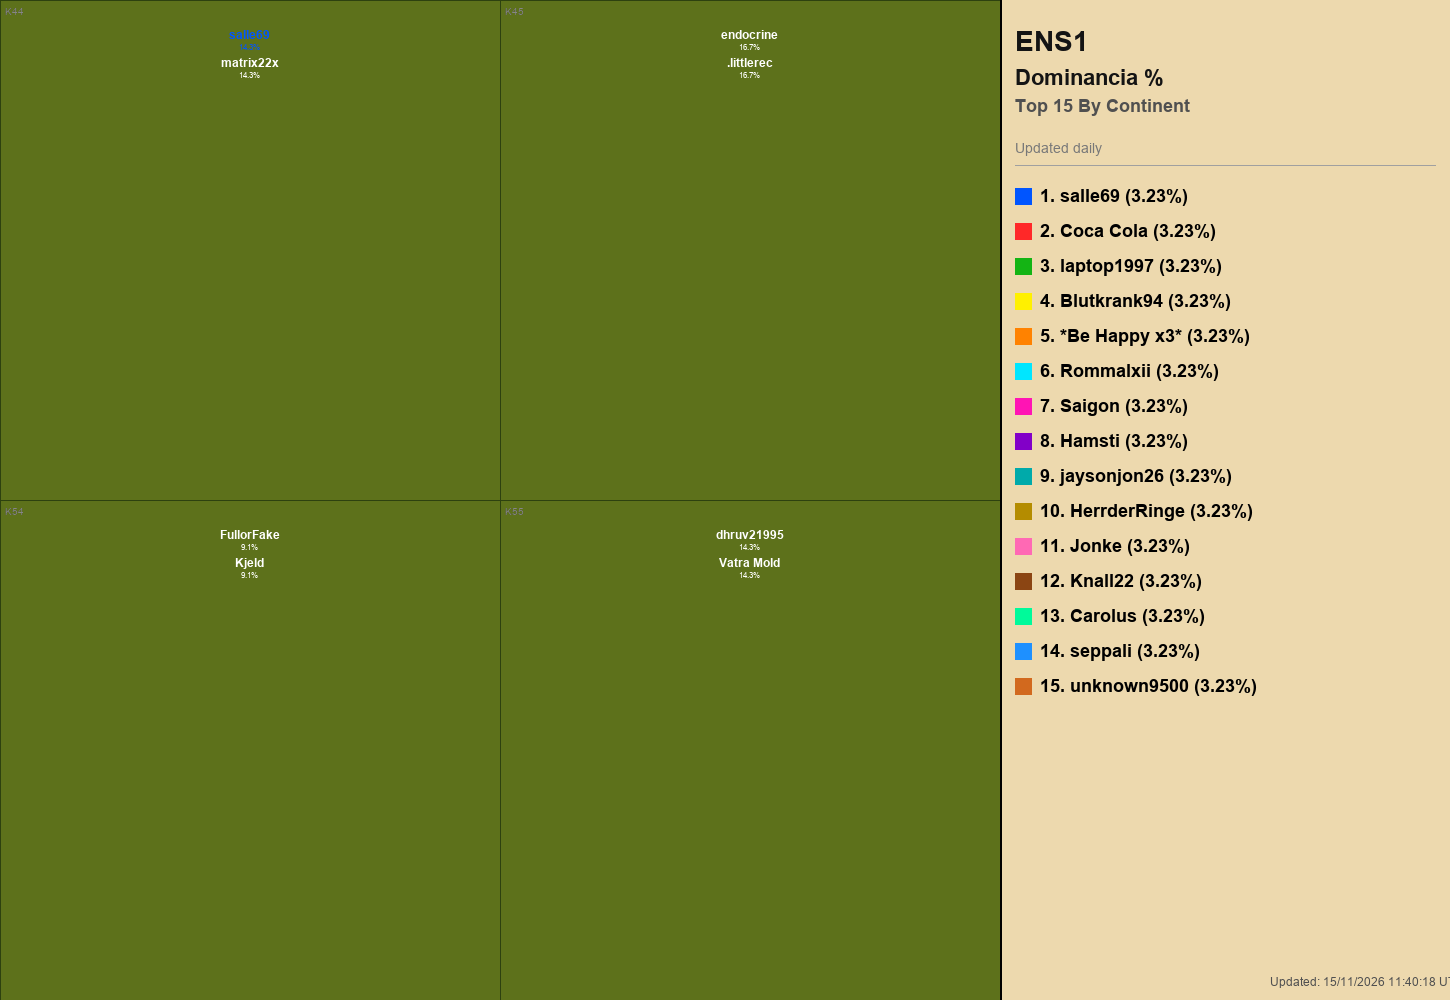 K44
salle69
14.3%
matrix22x
14.3%
K45
endocrine
16.7%
.littlerec
16.7%
K54
FullorFake
9.1%
Kjeld
9.1%
K55
dhruv21995
14.3%
Vatra Mold
14.3%
ENS1
Dominancia %
Top 15 By Continent
Updated daily
1. salle69 (3.23%)
2. Coca Cola (3.23%)
3. laptop1997 (3.23%)
4. Blutkrank94 (3.23%)
5. *Be Happy x3* (3.23%)
6. Rommalxii (3.23%)
7. Saigon (3.23%)
8. Hamsti (3.23%)
9. jaysonjon26 (3.23%)
10. HerrderRinge (3.23%)
11. Jonke (3.23%)
12. Knall22 (3.23%)
13. Carolus (3.23%)
14. seppali (3.23%)
15. unknown9500 (3.23%)
Updated: 15/11/2026 11:40:18